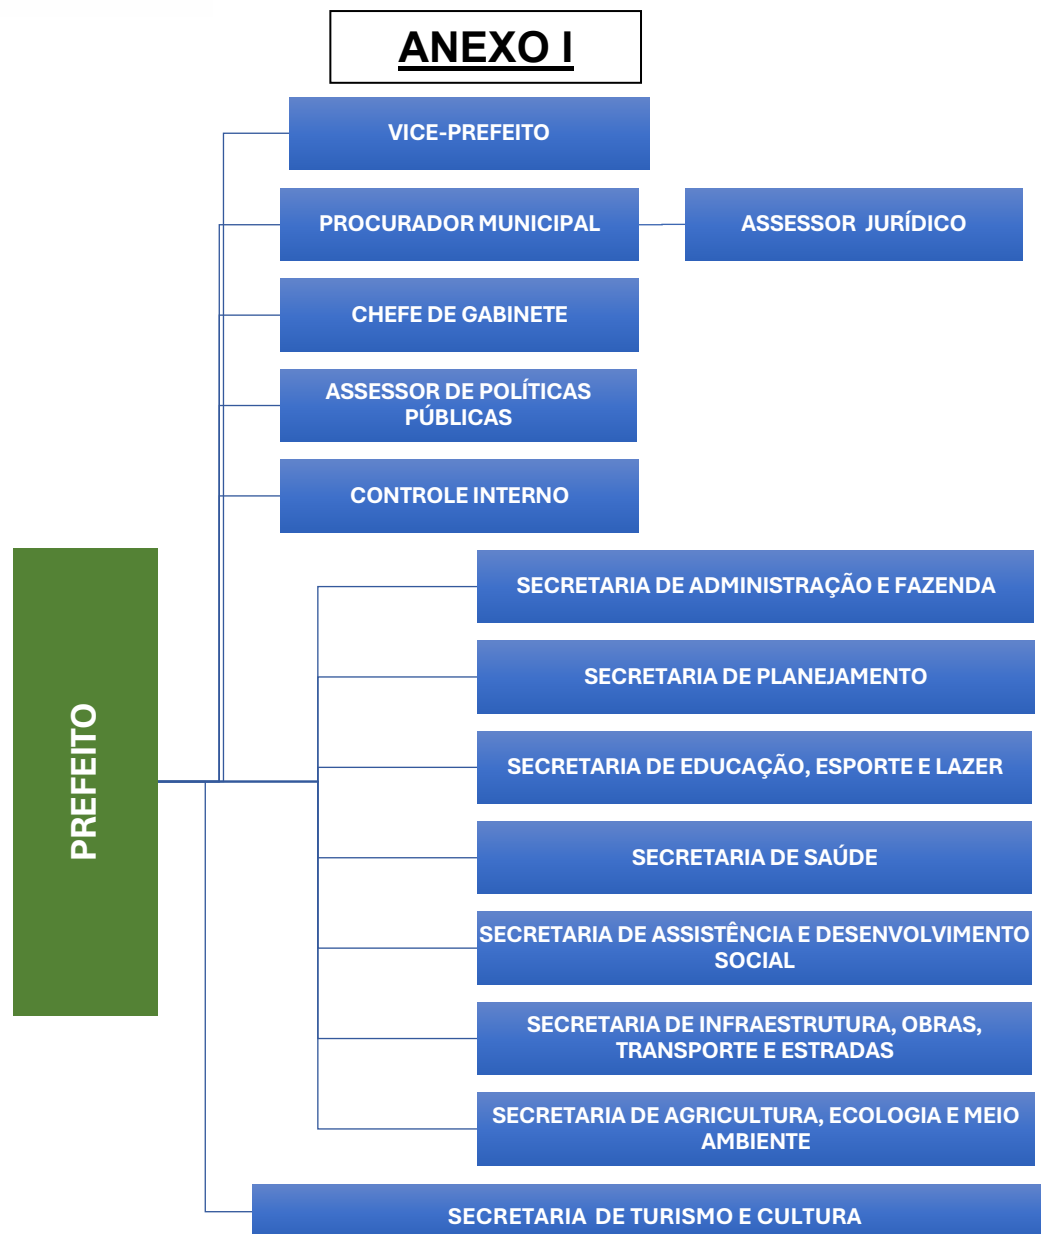 ANEXO I
VICE-PREFEITO
PROCURADOR MUNICIPAL
ASSESSOR JURÍDICO
CHEFE DE GABINETE
ASSESSOR DE POLÍTICAS
PÚBLICAS
CONTROLE INTERNO
PREFEITO
SECRETARIA DE ADMINISTRAÇÃO E FAZENDA
SECRETARIA DE PLANEJAMENTO
SECRETARIA DE EDUCAÇÃO, ESPORTE E LAZER
SECRETARIA DE SAÚDE
SECRETARIA DE ASSISTÊNCIA E DESENVOLVIMENTO
SOCIAL
SECRETARIA DE INFRAESTRUTURA, OBRAS,
TRANSPORTE E ESTRADAS
SECRETARIA DE AGRICULTURA, ECOLOGIA E MEIO
AMBIENTE
SECRETARIA DE TURISMO E CULTURA